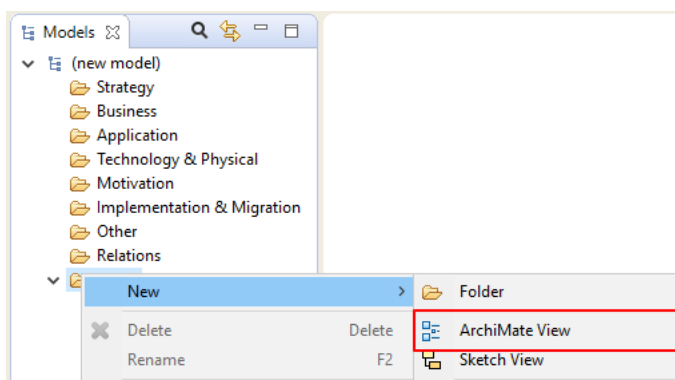 Models
(new model)
Strategy
Business
Application
Technology & Physical
Motivation
Implementation & Migration
Other
Relations
New
Folder
Delete Delete
ArchiMate View
Rename F2
Sketch View